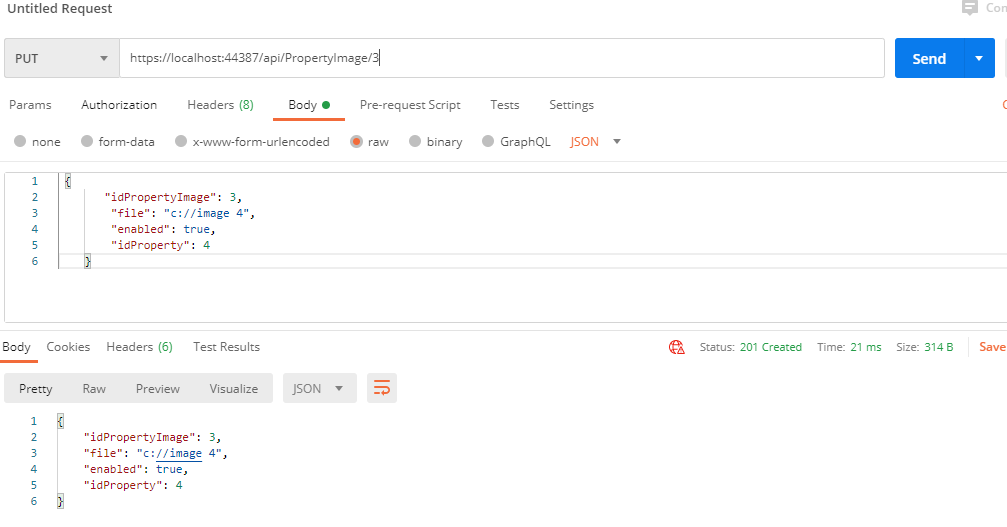 Untitled Request
Com
PUT https://localhost:44387/api/PropertyImage/3 Send
Params Authorization Headers (8) Body Pre-request Script Tests Settings
none form-data x-www-form-urlencoded raw binary GraphQL JSON
1 {
2 "idPropertyImage": 3,
3 "file": "c://image 4",
4 "enabled": true,
5 "idProperty": 4
6 }
Body Cookies Headers (6) Test Results Status: 201 Created Time: 21 ms Size: 314 B Save
Pretty Raw Preview Visualize JSON
1 {
2 "idPropertyImage": 3,
3 "file": "c://image 4",
4 "enabled": true,
5 "idProperty": 4
6 }